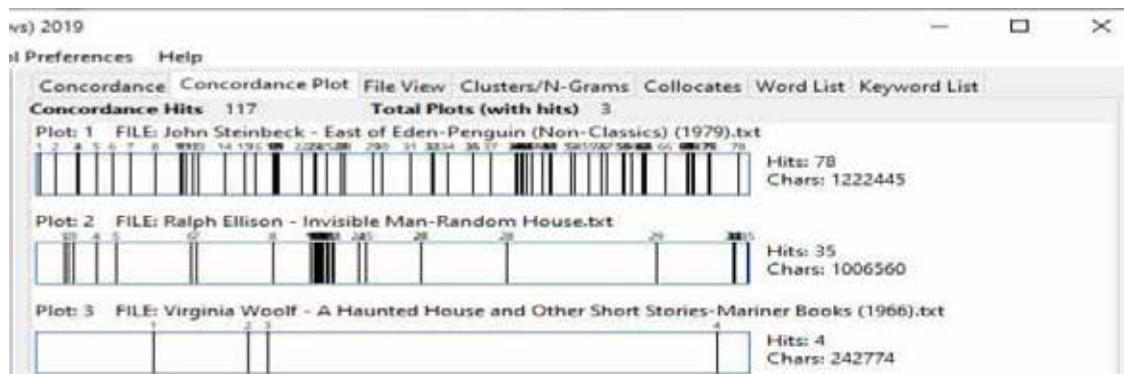 ws) 2019
l Preferences Help
Concordance Concordance Plot File View Clusters/N-Grams Collocates Word List Keyword List
Concordance Hits 117 Total Plots (with hits) 3
Plot: 1 FILE: John Steinbeck - East of Eden-Penguin (Non-Classics) (1979).txt
Hits: 78
Chars: 1222445
Plot: 2 FILE: Ralph Ellison - Invisible Man-Random House.txt
Hits: 35
Chars: 1006560
Plot: 3 FILE: Virginia Woolf - A Haunted House and Other Short Stories-Mariner Books (1966).txt
1 2 3 4
Hits: 4
Chars: 242774